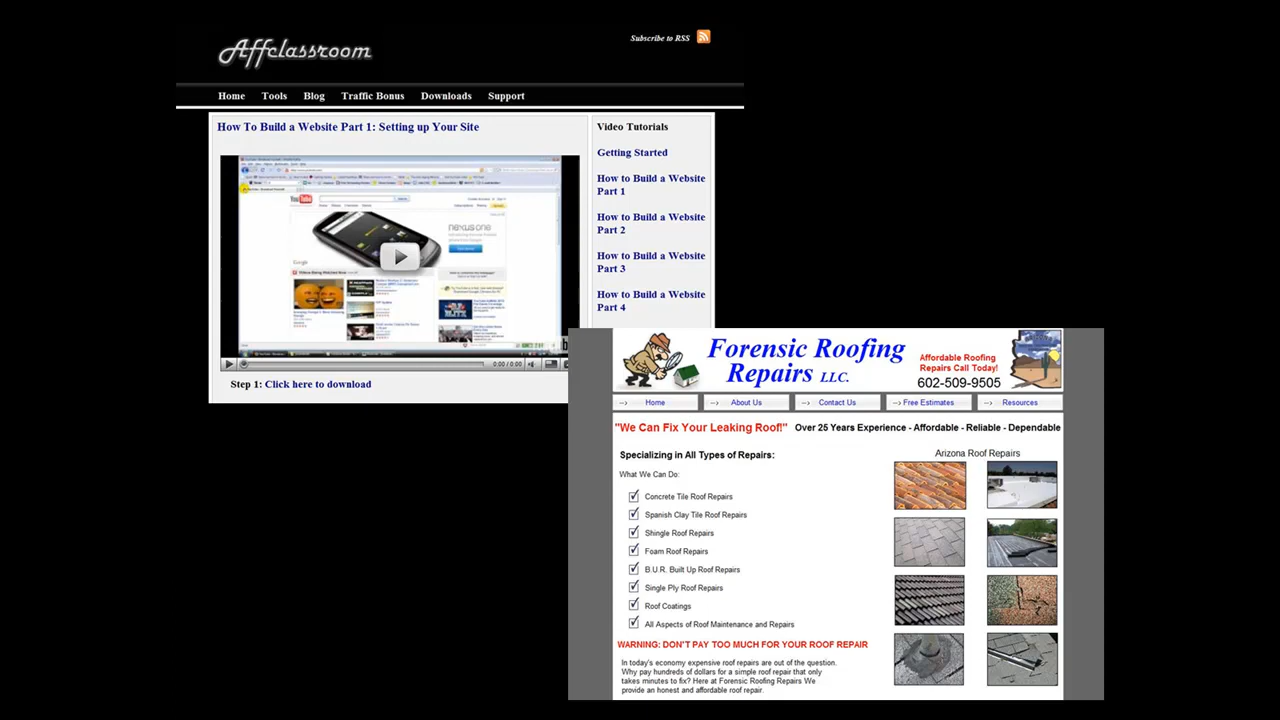 Affclassroom
Subscribe to RSS
Home Tools Blog Traffic Bonus Downloads Support
How To Build a Website Part 1: Setting up Your Site
YouTube
nexus one
Google
0:00 / 0:00
Step 1: Click here to download
Video Tutorials
Getting Started
How to Build a Website
Part 1
How to Build a Website
Part 2
How to Build a Website
Part 3
How to Build a Website
Part 4
Forensic Roofing
Repairs LLC.
Affordable Roofing
Repairs Call Today!
602-509-9505
--> Home --> About Us --> Contact Us --> Free Estimates --> Resources
"We Can Fix Your Leaking Roof!" Over 25 Years Experience - Affordable - Reliable - Dependable
Specializing in All Types of Repairs:
What We Can Do:
Concrete Tile Roof Repairs
Spanish Clay Tile Roof Repairs
Shingle Roof Repairs
Foam Roof Repairs
B.U.R. Built Up Roof Repairs
Single Ply Roof Repairs
Roof Coatings
All Aspects of Roof Maintenance and Repairs
Arizona Roof Repairs
WARNING: DON'T PAY TOO MUCH FOR YOUR ROOF REPAIR
In today's economy expensive roof repairs are out of the question.
Why pay hundreds of dollars for a simple roof repair that only
takes minutes to fix? Here at Forensic Roofing Repairs We
provide an honest and affordable roof repair.